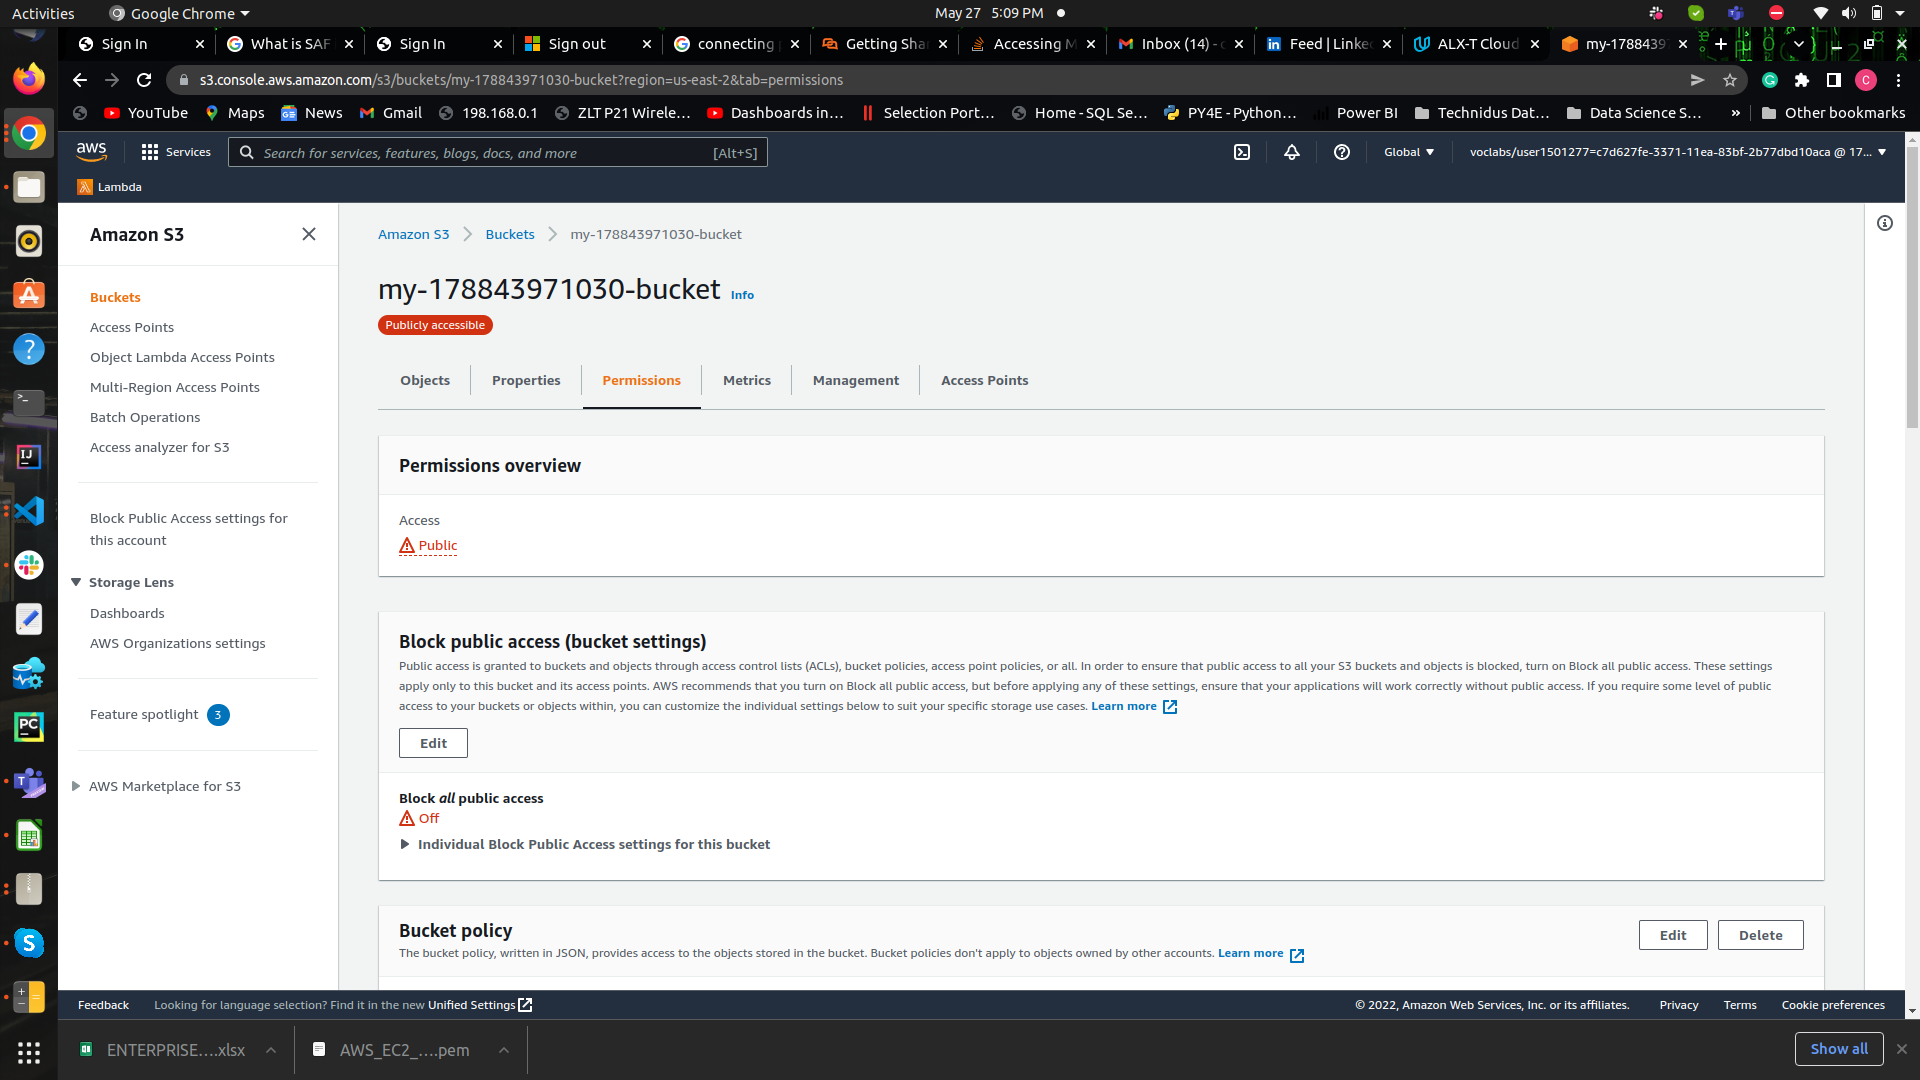 Activities
Google Chrome
May 27 5:09 PM
Sign In
What is SAF
Sign In
Sign out
connecting
Getting Sha
Accessing M
Inbox (14) - c
Feed | Linke
ALX-T Cloud
my-1788439
s3.console.aws.amazon.com/s3/buckets/my-178843971030-bucket?region=us-east-2&tab=permissions
C
YouTube
Maps
News
Gmail
198.168.0.1
ZLT P21 Wirele...
Dashboards in...
Selection Port...
Home - SQL Se...
PY4E - Python...
Power BI
Technidus Dat...
Data Science S...
»
Other bookmarks
aws
Services
Search for services, features, blogs, docs, and more
[Alt+S]
Global
voclabs/user1501277=c7d627fe-3371-11ea-83bf-2b77dbd10aca @ 17...
Lambda
Amazon S3
Buckets
Access Points
Object Lambda Access Points
Multi-Region Access Points
Batch Operations
Access analyzer for S3
Block Public Access settings for
this account
Storage Lens
Dashboards
AWS Organizations settings
Feature spotlight 3
AWS Marketplace for S3
Amazon S3
Buckets
my-178843971030-bucket
my-178843971030-bucket Info
Publicly accessible
Objects
Properties
Permissions
Metrics
Management
Access Points
Permissions overview
Access
Public
Block public access (bucket settings)
Public access is granted to buckets and objects through access control lists (ACLs), bucket policies, access point policies, or all. In order to ensure that public access to all your S3 buckets and objects is blocked, turn on Block all public access. These settings
apply only to this bucket and its access points. AWS recommends that you turn on Block all public access, but before applying any of these settings, ensure that your applications will work correctly without public access. If you require some level of public
access to your buckets or objects within, you can customize the individual settings below to suit your specific storage use cases. Learn more
Edit
Block all public access
Off
Individual Block Public Access settings for this bucket
Bucket policy
The bucket policy, written in JSON, provides access to the objects stored in the bucket. Bucket policies don't apply to objects owned by other accounts. Learn more
Edit
Delete
Feedback
Looking for language selection? Find it in the new Unified Settings
© 2022, Amazon Web Services, Inc. or its affiliates.
Privacy
Terms
Cookie preferences
ENTERPRISE....xlsx
AWS_EC2_....pem
Show all
IJ
PC
T
S